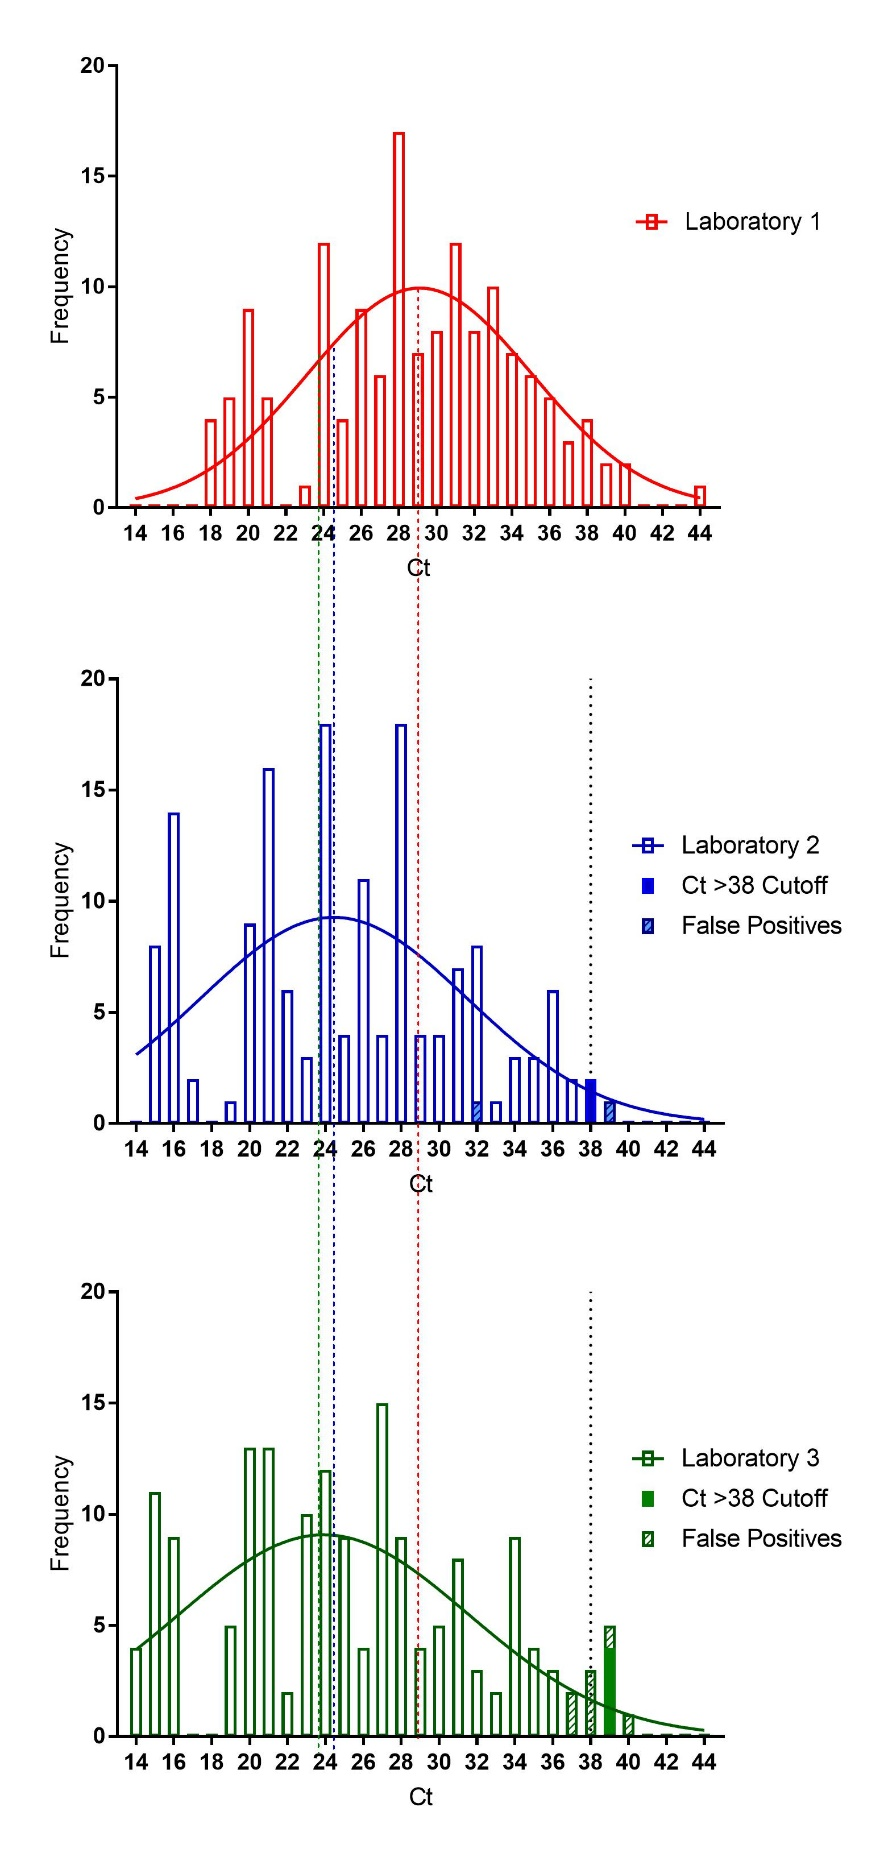 20
15
10
5
0
Frequency
Laboratory 1
14 16 18 20 22 24 26 28 30 32 34 36 38 40 42 44
Ct
20
15
10
5
0
Frequency
Laboratory 2
Ct >38 Cutoff
False Positives
14 16 18 20 22 24 26 28 30 32 34 36 38 40 42 44
Ct
20
15
10
5
0
Frequency
Laboratory 3
Ct >38 Cutoff
False Positives
14 16 18 20 22 24 26 28 30 32 34 36 38 40 42 44
Ct